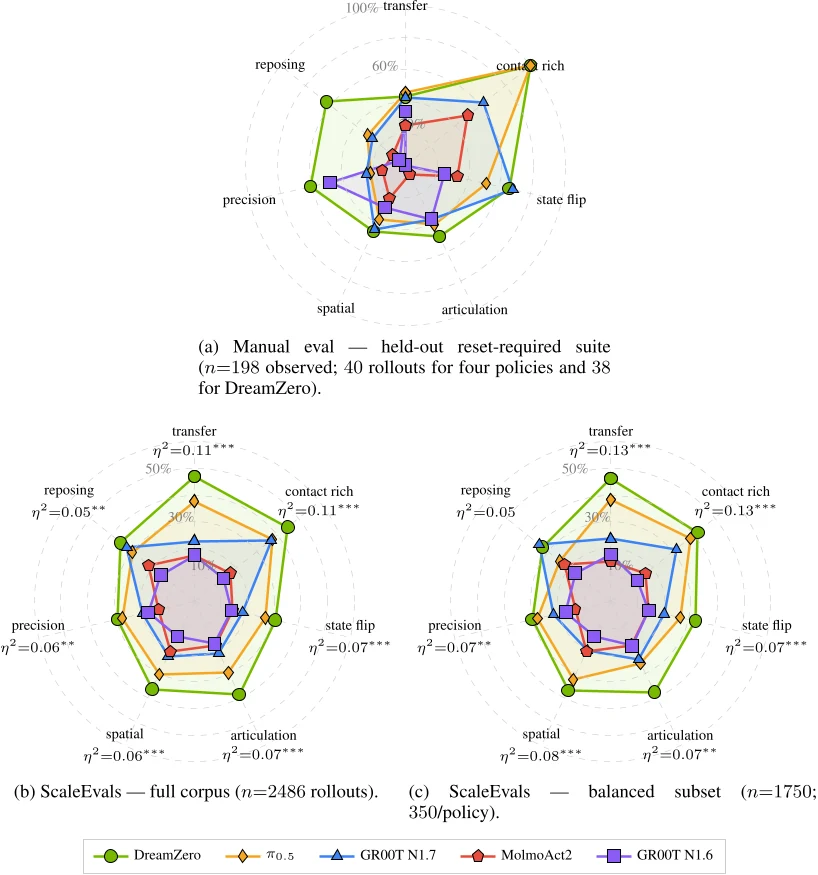 transfer
100%
reposing
60%
contact rich
precision
state flip
spatial
articulation
(a) Manual eval — held-out reset-required suite
(n=198 observed; 40 rollouts for four policies and 38
for DreamZero).
transfer
η²=0.11***
50%
reposing
η²=0.05**
contact rich
η²=0.11***
30%
10%
precision
η²=0.06**
state flip
η²=0.07***
spatial
η²=0.06***
articulation
η²=0.07***
transfer
η²=0.13***
50%
reposing
η²=0.05
contact rich
η²=0.13***
30%
10%
precision
η²=0.07**
state flip
η²=0.07***
spatial
η²=0.08***
articulation
η²=0.07**
(b) ScaleEvals — full corpus (n=2486 rollouts).
(c) ScaleEvals — balanced subset (n=1750;
350/policy).
DreamZero π₀.₅ GR00T N1.7 MolmoAct2 GR00T N1.6